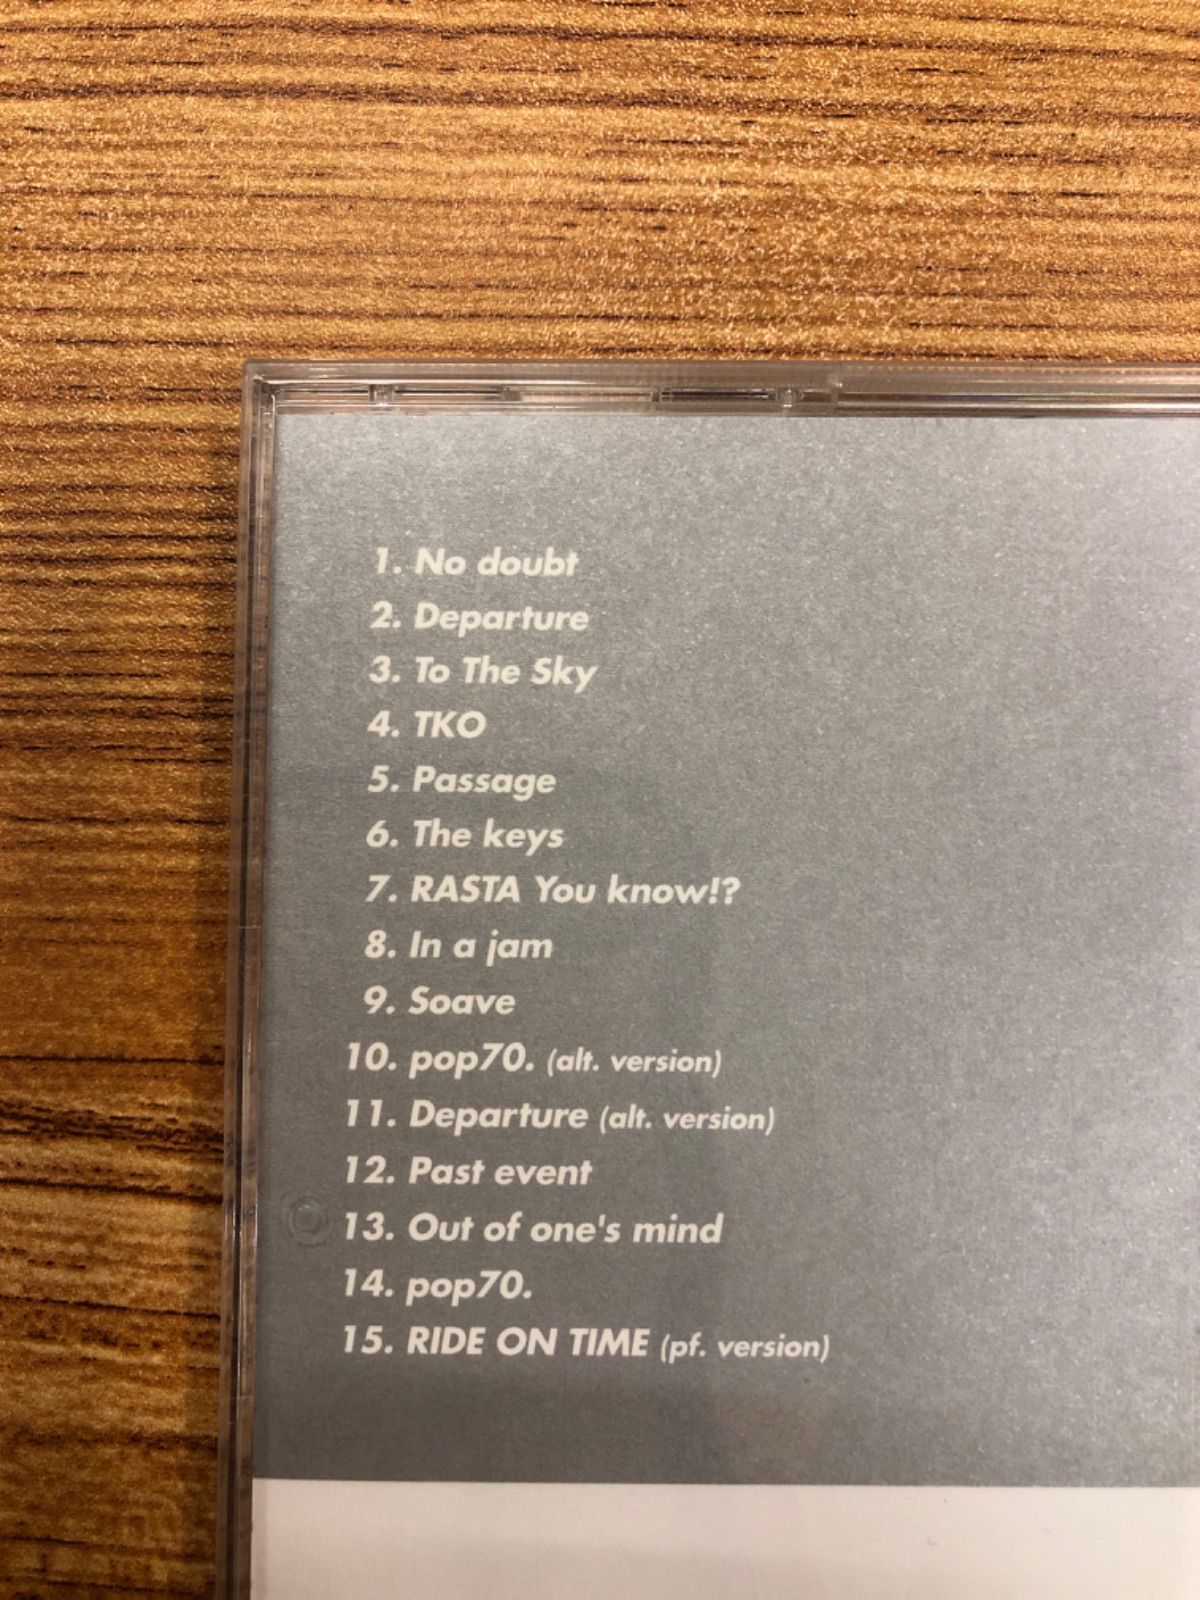 1. No doubt
2. Departure
3. To The Sky
4. TKO
5. Passage
6. The keys
7. RASTA You know!?
8. In a jam
9. Soave
10. pop70. (alt. version)
11. Departure (alt. version)
12. Past event
13. Out of one's mind
14. pop70.
15. RIDE ON TIME (pf. version)